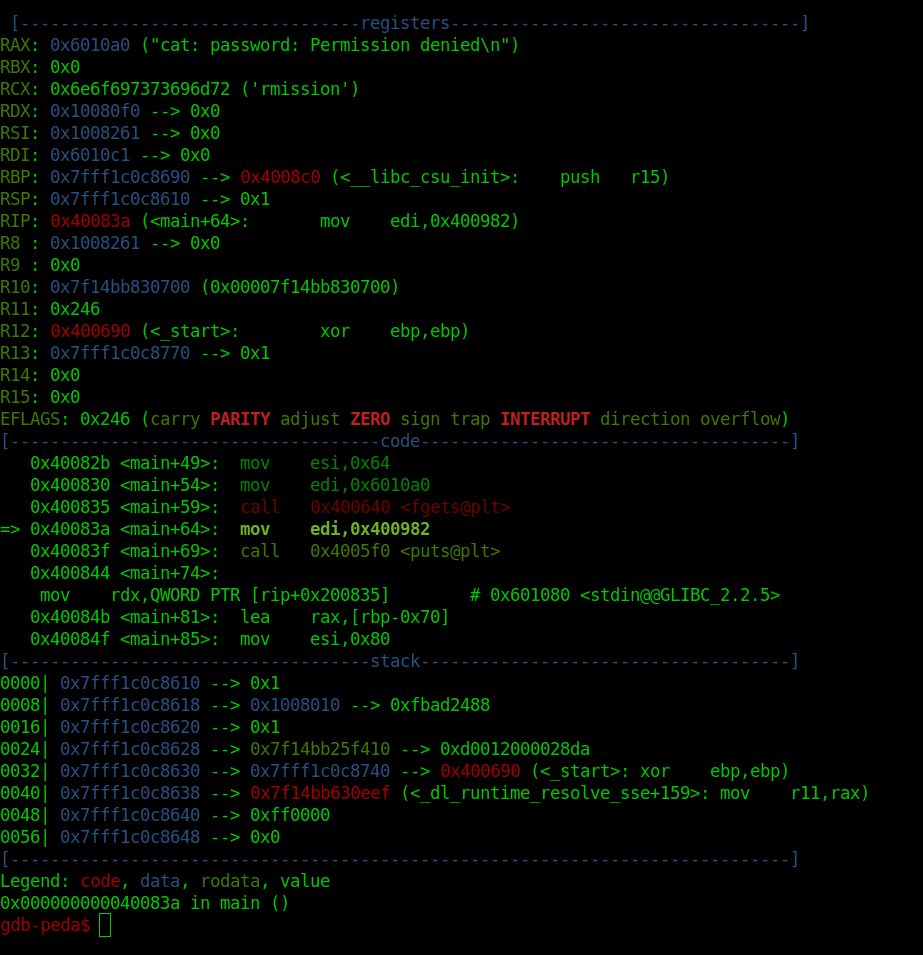 [----------------------------------registers-----------------------------------]
RAX: 0x6010a0 ("cat: password: Permission denied\n")
RBX: 0x0
RCX: 0x6e6f697373696d72 ('rmission')
RDX: 0x10080f0 --> 0x0
RSI: 0x1008261 --> 0x0
RDI: 0x6010c1 --> 0x0
RBP: 0x7fff1c0c8690 --> 0x4008c0 (<__libc_csu_init>:    push   r15)
RSP: 0x7fff1c0c8610 --> 0x1
RIP: 0x40083a (<main+64>:       mov    edi,0x400982)
R8 : 0x1008261 --> 0x0
R9 : 0x0
R10: 0x7f14bb830700 (0x00007f14bb830700)
R11: 0x246
R12: 0x400690 (<_start>:        xor    ebp,ebp)
R13: 0x7fff1c0c8770 --> 0x1
R14: 0x0
R15: 0x0
EFLAGS: 0x246 (carry PARITY adjust ZERO sign trap INTERRUPT direction overflow)
[-------------------------------------code-------------------------------------]
   0x40082b <main+49>:  mov    esi,0x64
   0x400830 <main+54>:  mov    edi,0x6010a0
   0x400835 <main+59>:  call   0x400640 <fgets@plt>
=> 0x40083a <main+64>:  mov    edi,0x400982
   0x40083f <main+69>:  call   0x4005f0 <puts@plt>
   0x400844 <main+74>:
    mov    rdx,QWORD PTR [rip+0x200835]        # 0x601080 <stdin@@GLIBC_2.2.5>
   0x40084b <main+81>:  lea    rax,[rbp-0x70]
   0x40084f <main+85>:  mov    esi,0x80
[------------------------------------stack-------------------------------------]
0000| 0x7fff1c0c8610 --> 0x1
0008| 0x7fff1c0c8618 --> 0x1008010 --> 0xfbad2488
0016| 0x7fff1c0c8620 --> 0x1
0024| 0x7fff1c0c8628 --> 0x7f14bb25f410 --> 0xd0012000028da
0032| 0x7fff1c0c8630 --> 0x7fff1c0c8740 --> 0x400690 (<_start>: xor    ebp,ebp)
0040| 0x7fff1c0c8638 --> 0x7f14bb630eef (<_dl_runtime_resolve_sse+159>: mov    r11,rax)
0048| 0x7fff1c0c8640 --> 0xff0000
0056| 0x7fff1c0c8648 --> 0x0
[------------------------------------------------------------------------------]
Legend: code, data, rodata, value
0x000000000040083a in main ()
gdb-peda$